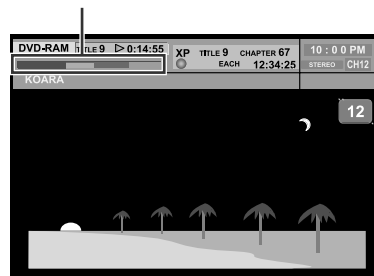 DVD-RAM TITLE 9 ▷ 0:14:55
XP TITLE 9 CHAPTER 67
EACH 12:34:25
10 : 0 0 PM
STEREO CH12
KOARA
12